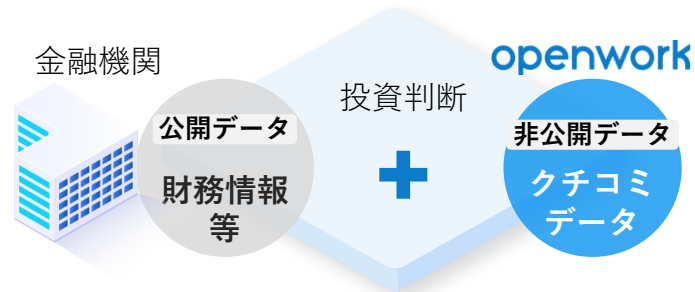 金融機関
公開データ
財務情報
等
投資判断
openwork
非公開データ
クチコミ
データ